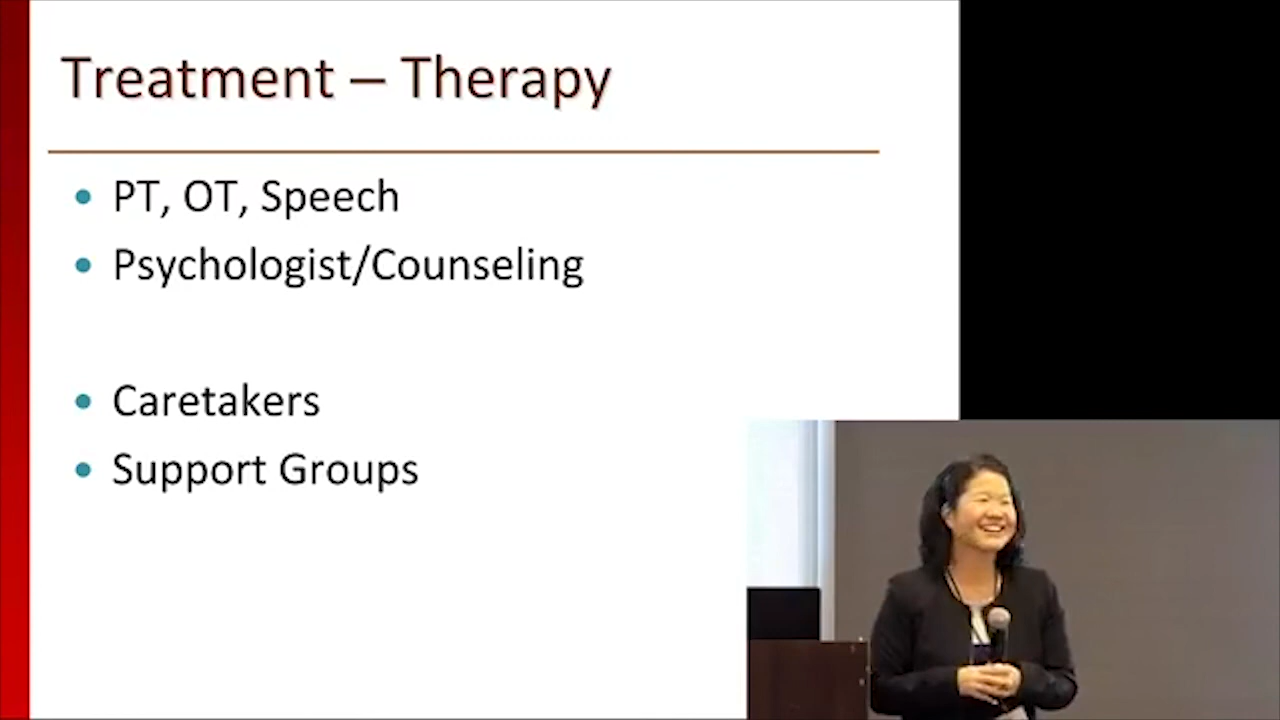 Treatment – Therapy
PT, OT, Speech
Psychologist/Counseling
Caretakers
Support Groups